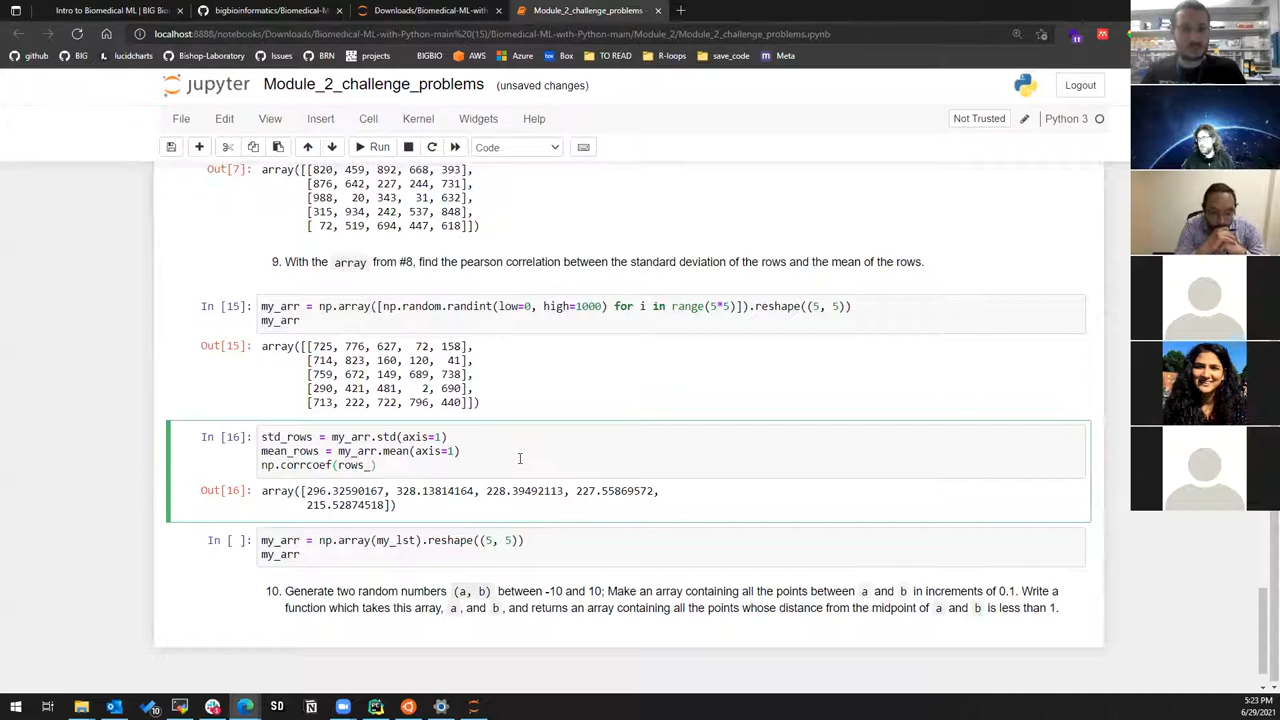 Intro to Biomedical ML | BIG Bi
bigbioinformatics/Biomedical-M
Downloads/Biomedical-ML-with
Module_2_challenge_problems
localhost:8888/notebooks/Downloads/Biomedical-ML-with-Python-main%20(15)/Biomedical-ML-with-Python-main/Module_2/Module_2_challenge_problems.ipynb
11
github BIG lucidcharts Bishop-Laboratory Issues BRN projects AWS Box TO READ R-loops save_code Meta
jupyter Module_2_challenge_problems (unsaved changes) Logout
File Edit View Insert Cell Kernel Widgets Help Not Trusted Python 3
Run Code
Out[7]: array([[820, 459, 892, 668, 393],
[876, 642, 227, 244, 731],
[988, 20, 343, 31, 632],
[315, 934, 242, 537, 848],
[ 72, 519, 694, 447, 618]])
9. With the array from #8, find the pearson correlation between the standard deviation of the rows and the mean of the rows.
In [15]: my_arr = np.array([np.random.randint(low=0, high=1000) for i in range(5*5)]).reshape((5, 5))
my_arr
Out[15]: array([[725, 776, 627, 72, 158],
[714, 823, 160, 120, 41],
[759, 672, 149, 689, 738],
[290, 421, 481, 2, 690],
[713, 222, 722, 796, 440]])
In [16]: std_rows = my_arr.std(axis=1)
mean_rows = my_arr.mean(axis=1)
np.corrcoef(rows_)
Out[16]: array([296.32590167, 328.13814164, 228.39492113, 227.55869572,
215.52874518])
In [ ]: my_arr = np.array(my_lst).reshape((5, 5))
my_arr
10. Generate two random numbers (a, b) between -10 and 10; Make an array containing all the points between a and b in increments of 0.1. Write a
function which takes this array, a, and b, and returns an array containing all the points whose distance from the midpoint of a and b is less than 1.
SD
5:23 PM
6/29/2021